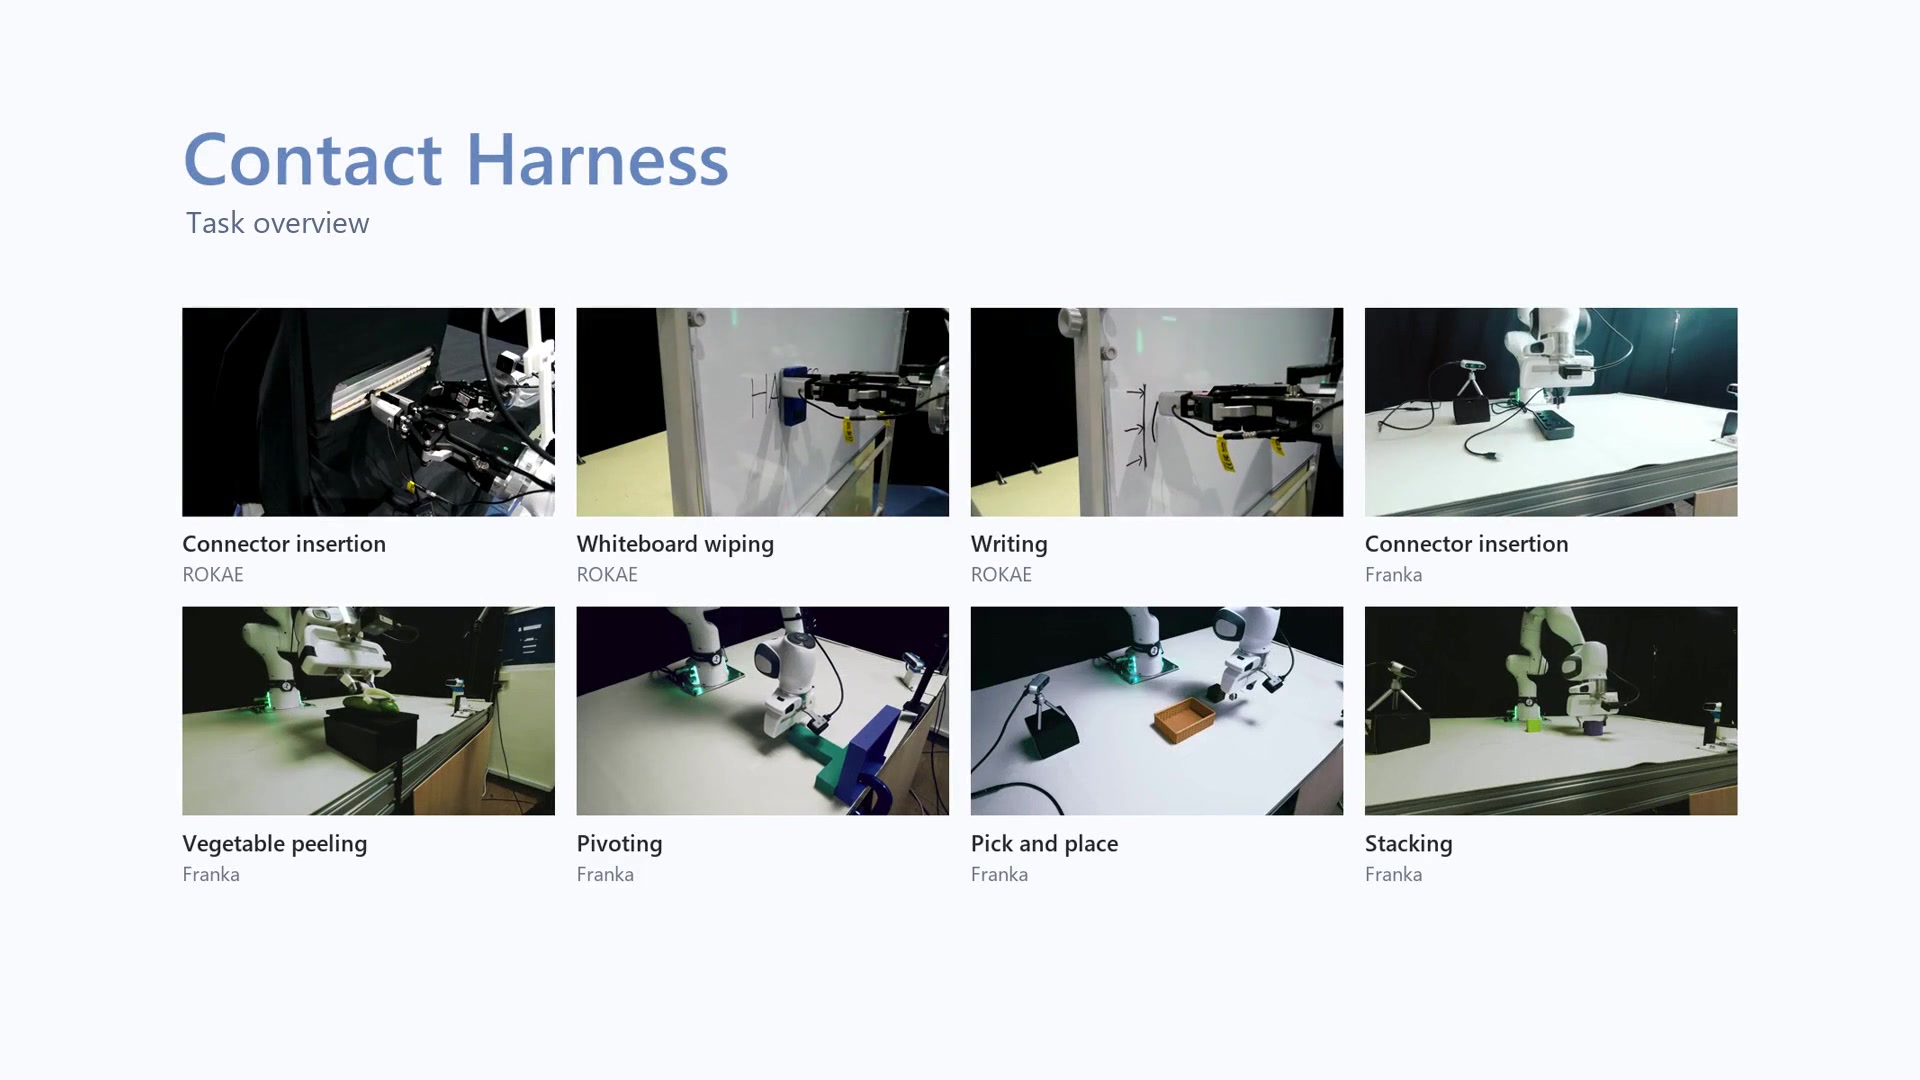 Contact Harness
Task overview
HA
Connector insertion
ROKAE
Whiteboard wiping
ROKAE
Writing
ROKAE
Connector insertion
Franka
Vegetable peeling
Franka
Pivoting
Franka
Pick and place
Franka
Stacking
Franka